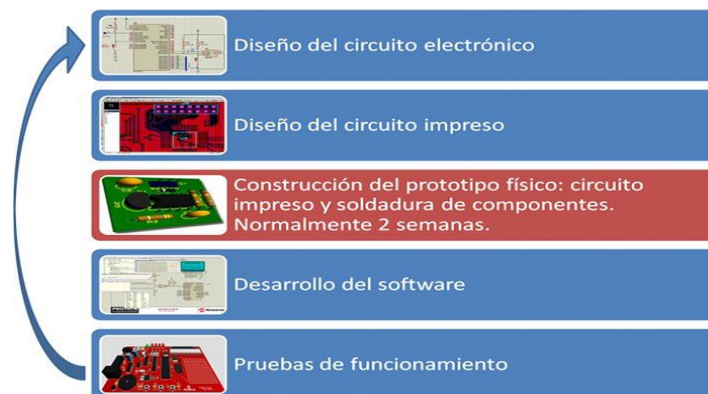 Diseño del circuito electrónico
Diseño del circuito impreso
Construcción del prototipo físico: circuito
impreso y soldadura de componentes.
Normalmente 2 semanas.
Desarrollo del software
Pruebas de funcionamiento